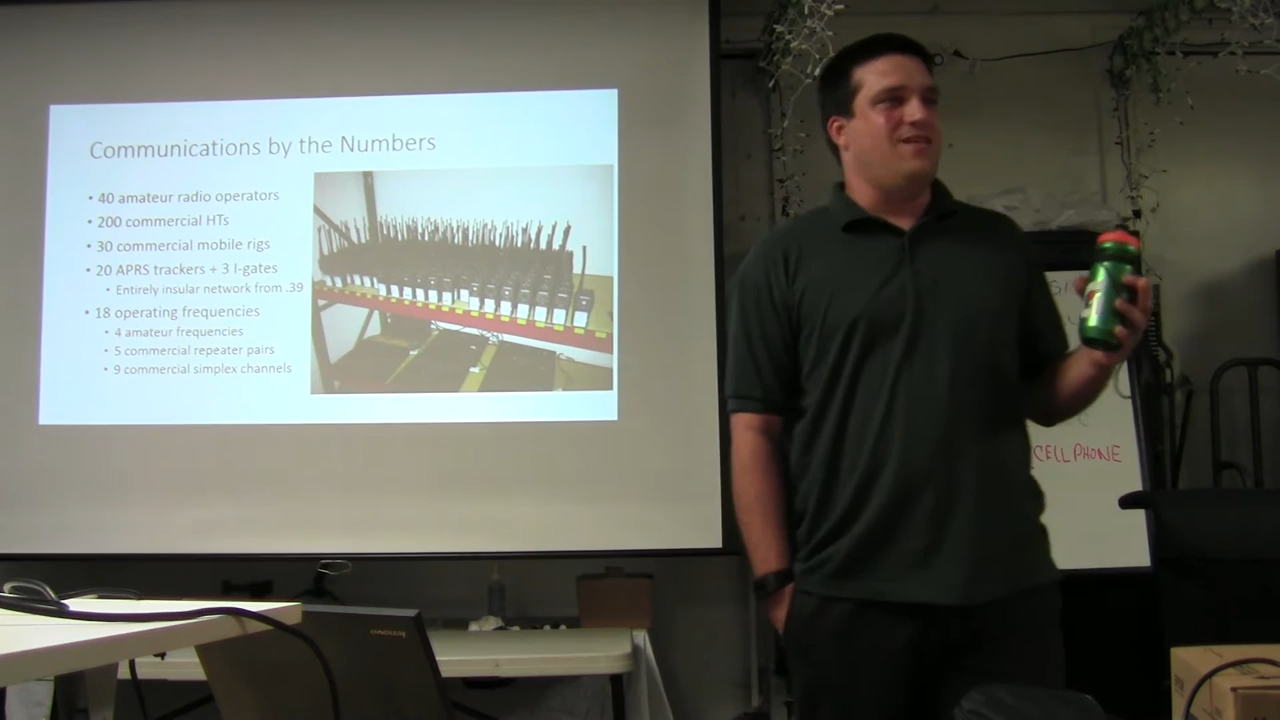 Communications by the Numbers
• 40 amateur radio operators
• 200 commercial HTs
• 30 commercial mobile rigs
• 20 APRS trackers + 3 I-gates
• Entirely insular network from .39
• 18 operating frequencies
• 4 amateur frequencies
• 5 commercial repeater pairs
• 9 commercial simplex channels
CELL PHONE
lenovo